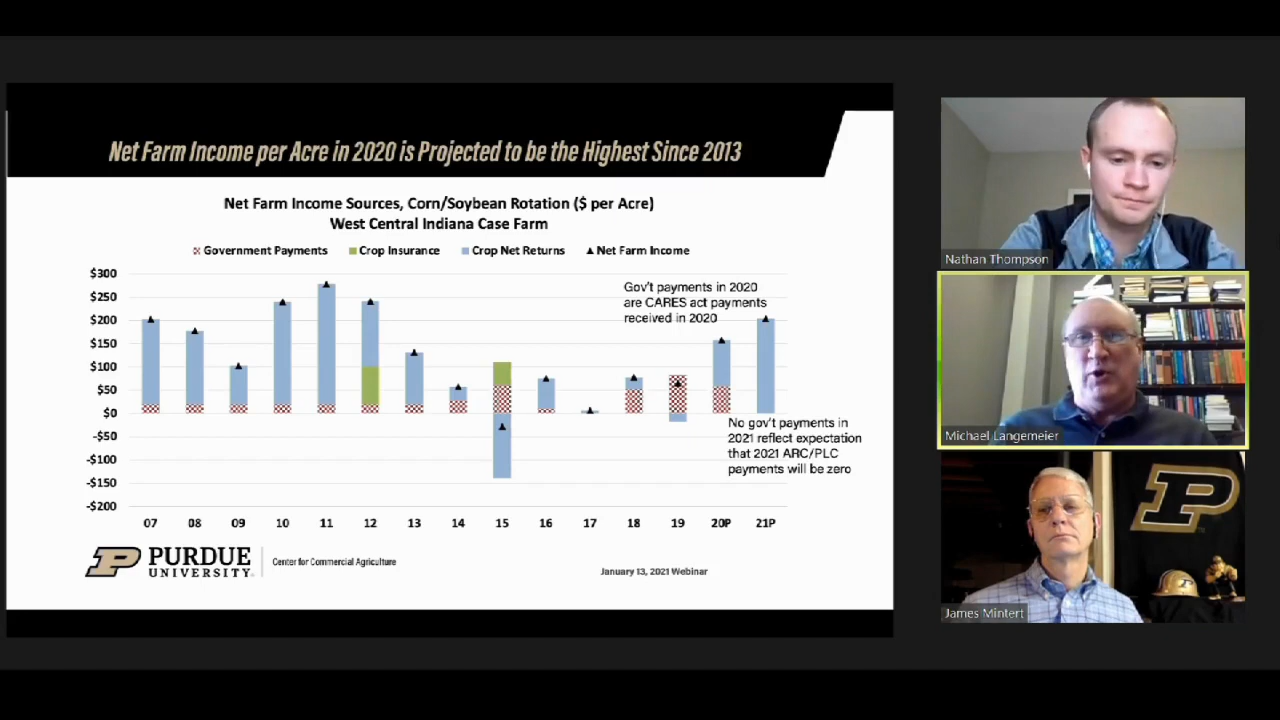 Net Farm Income per Acre in 2020 is Projected to be the Highest Since 2013
Net Farm Income Sources, Corn/Soybean Rotation ($ per Acre)
West Central Indiana Case Farm
Government Payments Crop Insurance Crop Net Returns Net Farm Income
$300
$250
$200
$150
$100
$50
$0
-$50
-$100
-$150
-$200
Gov't payments in 2020
are CARES act payments
received in 2020
No gov't payments in
2021 reflect expectation
that 2021 ARC/PLC
payments will be zero
07 08 09 10 11 12 13 14 15 16 17 18 19 20P 21P
PURDUE
UNIVERSITY
Center for Commercial Agriculture
January 13, 2021 Webinar
Nathan Thompson
Michael Langemeier
James Mintert
P